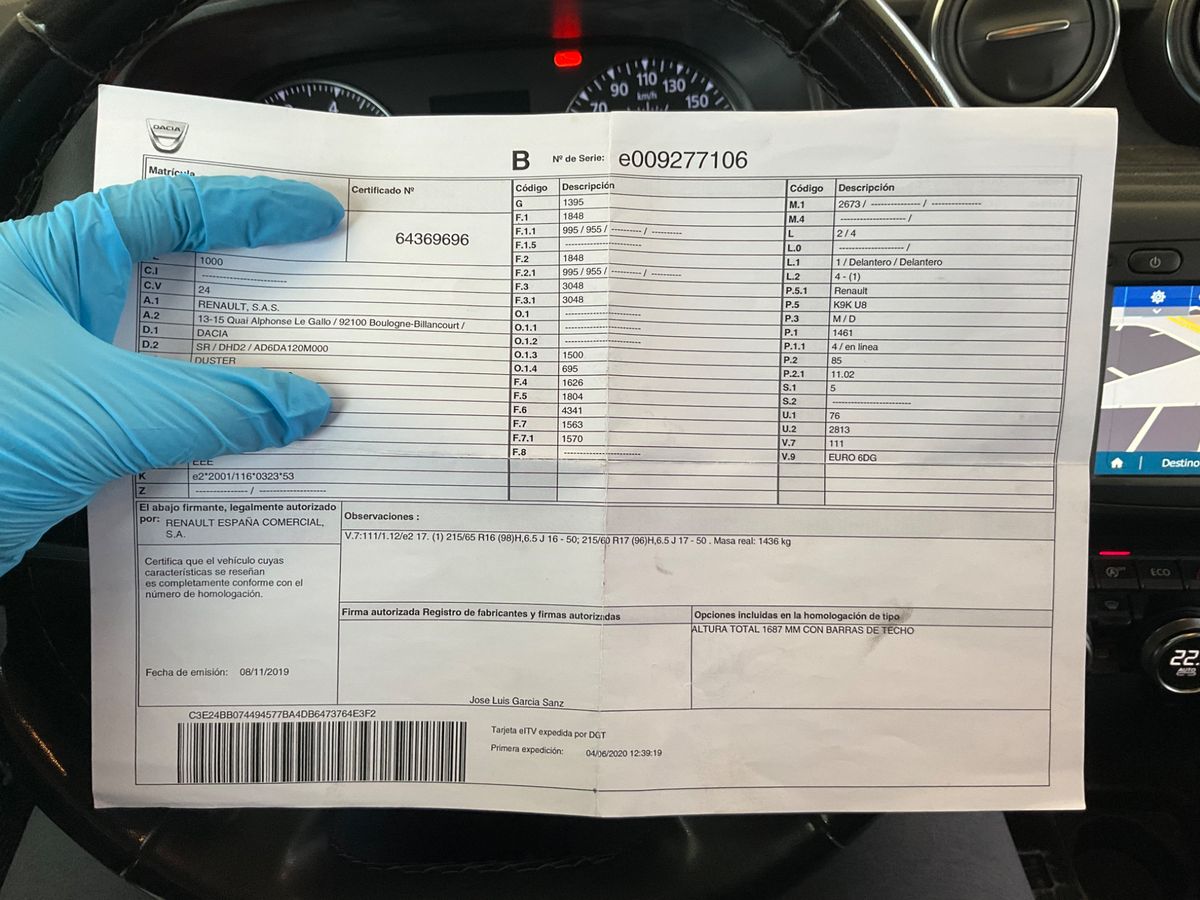 DACIA
B Nº de Serie: e009277106
Certificado Nº
64369696
1000
C.I --------------------
C.V 24
A.1 RENAULT, S.A.S.
A.2 13-15 Quai Alphonse Le Gallo / 92100 Boulogne-Billancourt /
D.1 DACIA
D.2 SR / DHD2 / AD6DA120M000
DUSTER
EEE
K e2*2001/116*0323*53
Z --------------- / --------------------
Código Descripción
G 1395
F.1 1848
F.1.1 995 / 955 / --------- / ---------
F.1.5 -----------------------
F.2 1848
F.2.1 995 / 955 / --------- / ---------
F.3 3048
F.3.1 3048
O.1 -----------------------
O.1.1 -----------------------
O.1.2 -----------------------
O.1.3 1500
O.1.4 695
F.4 1626
F.5 1804
F.6 4341
F.7 1563
F.7.1 1570
F.8 -----------------------
Código Descripción
M.1 2673 / --------------- / ---------------
M.4 -------------------- /
L 2 / 4
L.0 -------------------- /
L.1 1 / Delantero / Delantero
L.2 4 - (1)
P.5.1 Renault
P.5 K9K U8
P.3 M / D
P.1 1461
P.1.1 4 / en línea
P.2 85
P.2.1 11.02
S.1 5
S.2 -----------------------
U.1 76
U.2 2813
V.7 111
V.9 EURO 6DG
El abajo firmante, legalmente autorizado
por: RENAULT ESPAÑA COMERCIAL,
S.A.
Certifica que el vehículo cuyas
características se reseñan
es completamente conforme con el
número de homologación.
Fecha de emisión: 08/11/2019
Observaciones :
V.7:111/1.12/e2 17. (1) 215/65 R16 (98)H,6.5 J 16 - 50; 215/60 R17 (96)H,6.5 J 17 - 50 . Masa real: 1436 kg
Firma autorizada Registro de fabricantes y firmas autorizadas
Jose Luis Garcia Sanz
Opciones incluidas en la homologación de tipo
ALTURA TOTAL 1687 MM CON BARRAS DE TECHO
C3E24BB074494577BA4DB6473764E3F2
Tarjeta eITV expedida por DGT
Primera expedición: 04/06/2020 12:39:19
4
70 90 110 130 150
km/h
Destino
ECO
22.
AUTO